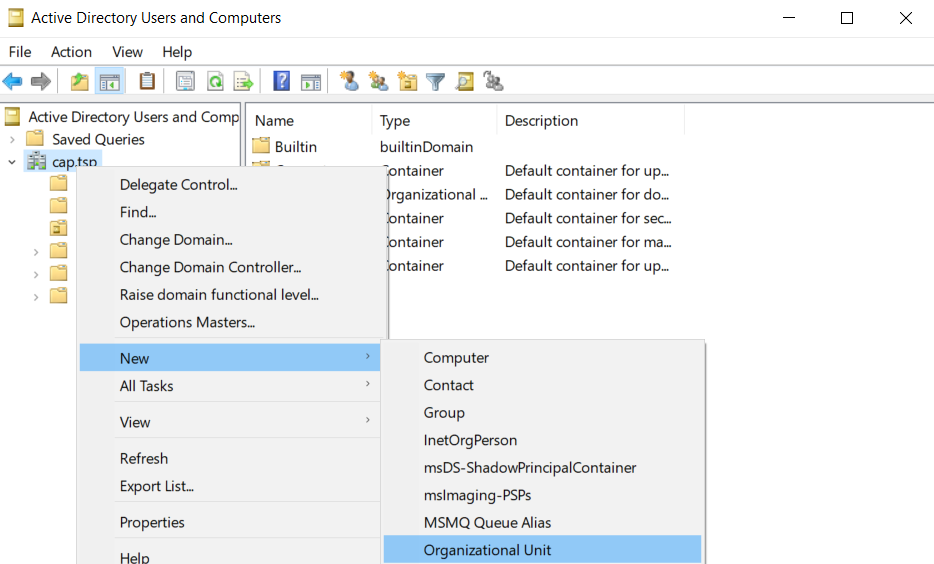 Active Directory Users and Computers
File Action View Help
Active Directory Users and Comp
Saved Queries
cap.tsp
Name Type Description
Builtin builtinDomain
Container Default container for up...
Organizational ... Default container for do...
Container Default container for sec...
Container Default container for ma...
Container Default container for up...
Delegate Control...
Find...
Change Domain...
Change Domain Controller...
Raise domain functional level...
Operations Masters...
New
All Tasks
View
Refresh
Export List...
Properties
Help
Computer
Contact
Group
InetOrgPerson
msDS-ShadowPrincipalContainer
msImaging-PSPs
MSMQ Queue Alias
Organizational Unit